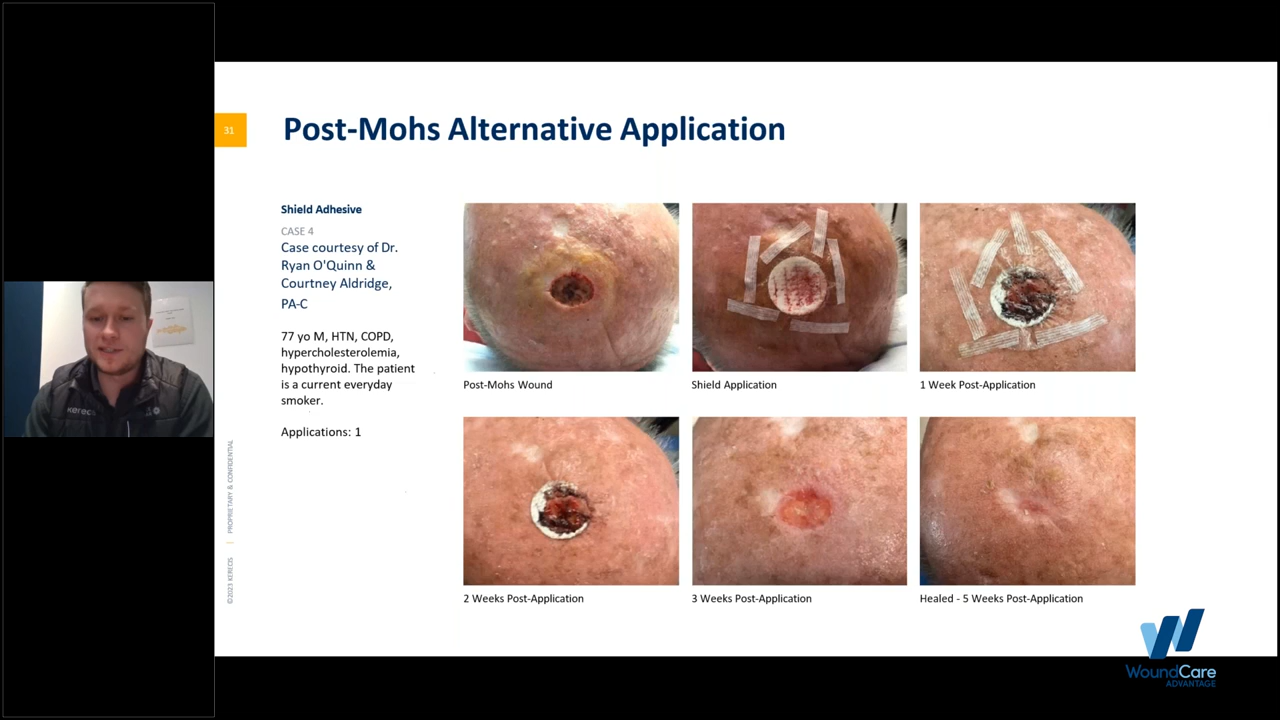 31
Post-Mohs Alternative Application
Shield Adhesive
CASE 4
Case courtesy of Dr.
Ryan O'Quinn &
Courtney Aldridge,
PA-C
77 yo M, HTN, COPD,
hypercholesterolemia,
hypothyroid. The patient
is a current everyday
smoker.
Applications: 1
Post-Mohs Wound
Shield Application
1 Week Post-Application
2 Weeks Post-Application
3 Weeks Post-Application
Healed - 5 Weeks Post-Application
©2023 KERECIS | PROPRIETARY & CONFIDENTIAL
kerecis
WoundCare
ADVANTAGE